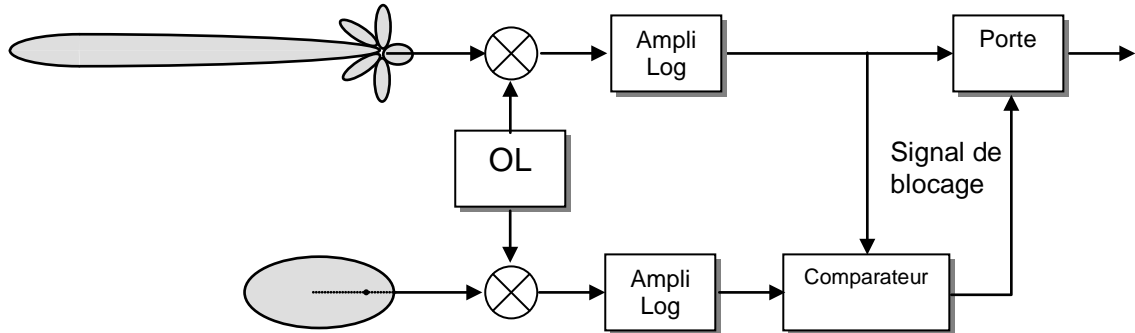 Ampli
Log
Porte
OL
Signal de
blocage
Ampli
Log
Comparateur